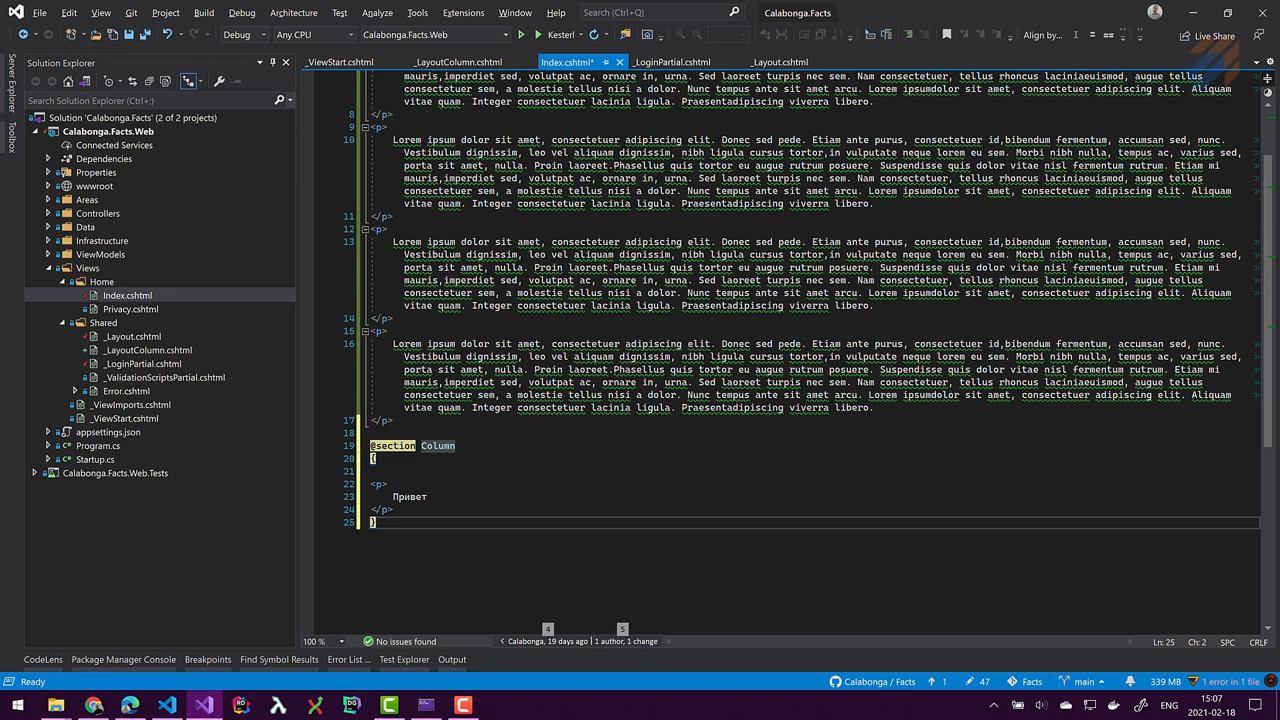 File Edit View Git Project Build Debug Architecture Test Analyze Tools Extensions Window Help Search (Ctrl+;) Calabonga.Facts
Debug Any CPU Calabonga.Facts.Web Kestrel Align by... Live Share
Server Explorer
Toolbox
Solution Explorer
Search Solution Explorer (Ctrl+;)
Solution 'Calabonga.Facts' (2 of 2 projects)
Calabonga.Facts.Web
Connected Services
Dependencies
Properties
wwwroot
Areas
Controllers
Data
Infrastructure
ViewModels
Views
Home
Index.cshtml
Privacy.cshtml
Shared
_Layout.cshtml
_LayoutColumn.cshtml
_LoginPartial.cshtml
_ValidationScriptsPartial.cshtml
Error.cshtml
_ViewImports.cshtml
_ViewStart.cshtml
appsettings.json
Program.cs
Startup.cs
Calabonga.Facts.Web.Tests
_ViewStart.cshtml _LayoutColumn.cshtml Index.cshtml* _LoginPartial.cshtml _Layout.cshtml
mauris,imperdiet sed, volutpat ac, ornare in, urna. Sed laoreet turpis nec sem. Nam consectetuer, tellus rhoncus laciniaeuismod, augue tellus
consectetuer sem, a molestie tellus nisi a dolor. Nunc tempus ante sit amet arcu. Lorem ipsumdolor sit amet, consectetuer adipiscing elit. Aliquam
vitae quam. Integer consectetuer lacinia ligula. Praesentadipiscing viverra libero.
8 </p>
9 <p>
10 Lorem ipsum dolor sit amet, consectetuer adipiscing elit. Donec sed pede. Etiam ante purus, consectetuer id,bibendum fermentum, accumsan sed, nunc.
Vestibulum dignissim, leo vel aliquam dignissim, nibh ligula cursus tortor,in vulputate neque lorem eu sem. Morbi nibh nulla, tempus ac, varius sed,
porta sit amet, nulla. Proin laoreet.Phasellus quis tortor eu augue rutrum posuere. Suspendisse quis dolor vitae nisl fermentum rutrum. Etiam mi
mauris,imperdiet sed, volutpat ac, ornare in, urna. Sed laoreet turpis nec sem. Nam consectetuer, tellus rhoncus laciniaeuismod, augue tellus
consectetuer sem, a molestie tellus nisi a dolor. Nunc tempus ante sit amet arcu. Lorem ipsumdolor sit amet, consectetuer adipiscing elit. Aliquam
vitae quam. Integer consectetuer lacinia ligula. Praesentadipiscing viverra libero.
11 </p>
12 <p>
13 Lorem ipsum dolor sit amet, consectetuer adipiscing elit. Donec sed pede. Etiam ante purus, consectetuer id,bibendum fermentum, accumsan sed, nunc.
Vestibulum dignissim, leo vel aliquam dignissim, nibh ligula cursus tortor,in vulputate neque lorem eu sem. Morbi nibh nulla, tempus ac, varius sed,
porta sit amet, nulla. Proin laoreet.Phasellus quis tortor eu augue rutrum posuere. Suspendisse quis dolor vitae nisl fermentum rutrum. Etiam mi
mauris,imperdiet sed, volutpat ac, ornare in, urna. Sed laoreet turpis nec sem. Nam consectetuer, tellus rhoncus laciniaeuismod, augue tellus
consectetuer sem, a molestie tellus nisi a dolor. Nunc tempus ante sit amet arcu. Lorem ipsumdolor sit amet, consectetuer adipiscing elit. Aliquam
vitae quam. Integer consectetuer lacinia ligula. Praesentadipiscing viverra libero.
14 </p>
15 <p>
16 Lorem ipsum dolor sit amet, consectetuer adipiscing elit. Donec sed pede. Etiam ante purus, consectetuer id,bibendum fermentum, accumsan sed, nunc.
Vestibulum dignissim, leo vel aliquam dignissim, nibh ligula cursus tortor,in vulputate neque lorem eu sem. Morbi nibh nulla, tempus ac, varius sed,
porta sit amet, nulla. Proin laoreet.Phasellus quis tortor eu augue rutrum posuere. Suspendisse quis dolor vitae nisl fermentum rutrum. Etiam mi
mauris,imperdiet sed, volutpat ac, ornare in, urna. Sed laoreet turpis nec sem. Nam consectetuer, tellus rhoncus laciniaeuismod, augue tellus
consectetuer sem, a molestie tellus nisi a dolor. Nunc tempus ante sit amet arcu. Lorem ipsumdolor sit amet, consectetuer adipiscing elit. Aliquam
vitae quam. Integer consectetuer lacinia ligula. Praesentadipiscing viverra libero.
17 </p>
18
19 @section Column
20 {
21
22 <p>
23 Привет
24 </p>
25 }
4 5
100 % No issues found Calabonga, 19 days ago | 1 author, 1 change Ln: 25 Ch: 2 SPC CRLF
CodeLens Package Manager Console Breakpoints Find Symbol Results Error List ... Test Explorer Output
Ready Calabonga / Facts 1 47 Facts main 339 MB 1 error in 1 file
15:07
2021-02-18